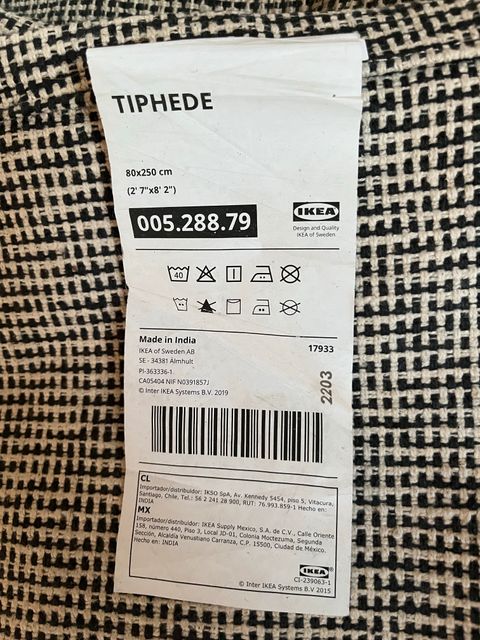 TIPHEDE
80x250 cm
(2' 7"x8' 2")
005.288.79
IKEA
Design and Quality
IKEA of Sweden
40
Made in India
17933
IKEA of Sweden AB
SE - 34381 Älmhult
PI-363336-1
CA05404 NIF N0391857J
© Inter IKEA Systems B.V. 2019
2203
CL
Importador/distribuidor: IKSO SpA, Av. Kennedy 5454, piso 5, Vitacura,
Santiago, Chile, Tel.: 56 2 241 28 900, RUT: 76.993.859-1 Hecho en:
INDIA
MX
Importador/distribuidor: IKEA Supply Mexico, S.A. de C.V., Calle Oriente
158, número 440, Piso 3, Local JD-01, Colonia Moctezuma, Segunda
Sección, Alcaldía Venustiano Carranza, C.P. 15500, Ciudad de México.
Hecho en: INDIA
IKEA
CI-239063-1
© Inter IKEA Systems B.V 2015